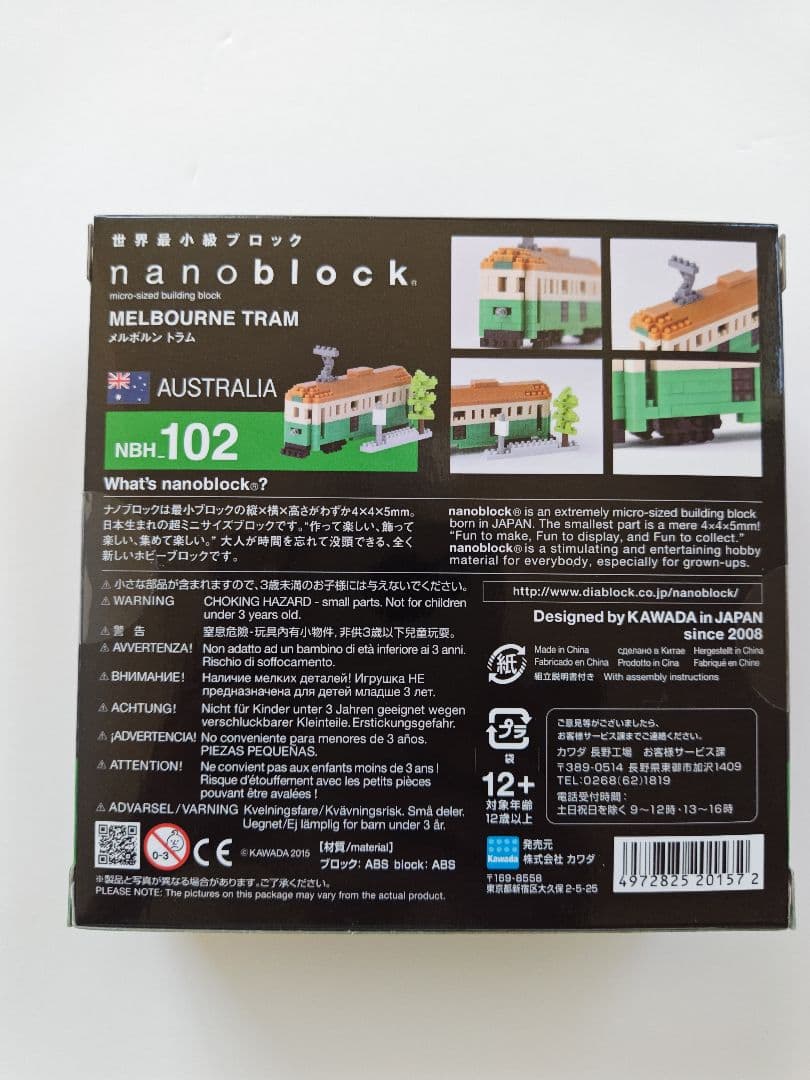 世界最小級ブロック
nanoblock®
micro-sized building block
MELBOURNE TRAM
メルボルン トラム
AUSTRALIA
NBH_102
What's nanoblock®?
ナノブロックは最小ブロックの縦×横×高さがわずか4×4×5mm。
日本生まれの超ミニサイズブロックです。“作って楽しい、飾って
楽しい、集めて楽しい。” 大人が時間を忘れて没頭できる、全く
新しいホビーブロックです。
nanoblock® is an extremely micro-sized building block
born in JAPAN. The smallest part is a mere 4×4×5mm!
“Fun to make, Fun to display, and Fun to collect.”
nanoblock® is a stimulating and entertaining hobby
material for everybody, especially for grown-ups.
⚠ 小さな部品が含まれますので、3歳未満のお子様には与えないでください。
⚠ WARNING CHOKING HAZARD - small parts. Not for children
under 3 years old.
⚠ 警 告 窒息危險-玩具內有小物件, 非供3歲以下兒童玩耍。
⚠ AVVERTENZA! Non adatto ad un bambino di età inferiore ai 3 anni.
Rischio di soffocamento.
⚠ ВНИМАНИЕ! Наличие мелких деталей! Игрушка НЕ
предназначена для детей младше 3 лет.
⚠ ACHTUNG! Nicht für Kinder unter 3 Jahren geeignet wegen
verschluckbarer Kleinteile. Erstickungsgefahr.
⚠ ¡ADVERTENCIA! No conveniente para menores de 3 años.
PIEZAS PEQUEÑAS.
⚠ ATTENTION! Ne convient pas aux enfants moins de 3 ans !
Risque d'étouffement avec les petits pièces
pouvant être avalées !
⚠ ADVARSEL/VARNING Kvelningsfare/Kvävningsrisk. Små deler.
Uegnet/Ej lämplig for barn under 3 år.
http://www.diablock.co.jp/nanoblock/
Designed by KAWADA in JAPAN
since 2008
紙
Made in China сделано в Китае Hergestellt in China
Fabricado en China Prodotto in Cina Fabriqué en Chine
組立説明書付き With assembly instructions
プラ
袋
12+
対象年齢
12歳以上
ご意見等がございましたら、
お客様サービス課までご連絡ください。
カワダ 長野工場 お客様サービス課
〒389-0514 長野県東御市加沢1409
TEL:0268(62)1819
電話受付時間：
土日祝日を除く 9〜12時・13〜16時
0-3
CE
© KAWADA 2015
【材質/material】
ブロック：ABS block：ABS
Kawada
発売元
株式会社 カワダ
〒169-8558
東京都新宿区大久保 2-5-25
4972825 20157 2
※製品と写真が異なる場合があります。ご了承ください。
PLEASE NOTE: The pictures on this package may vary from the actual product.